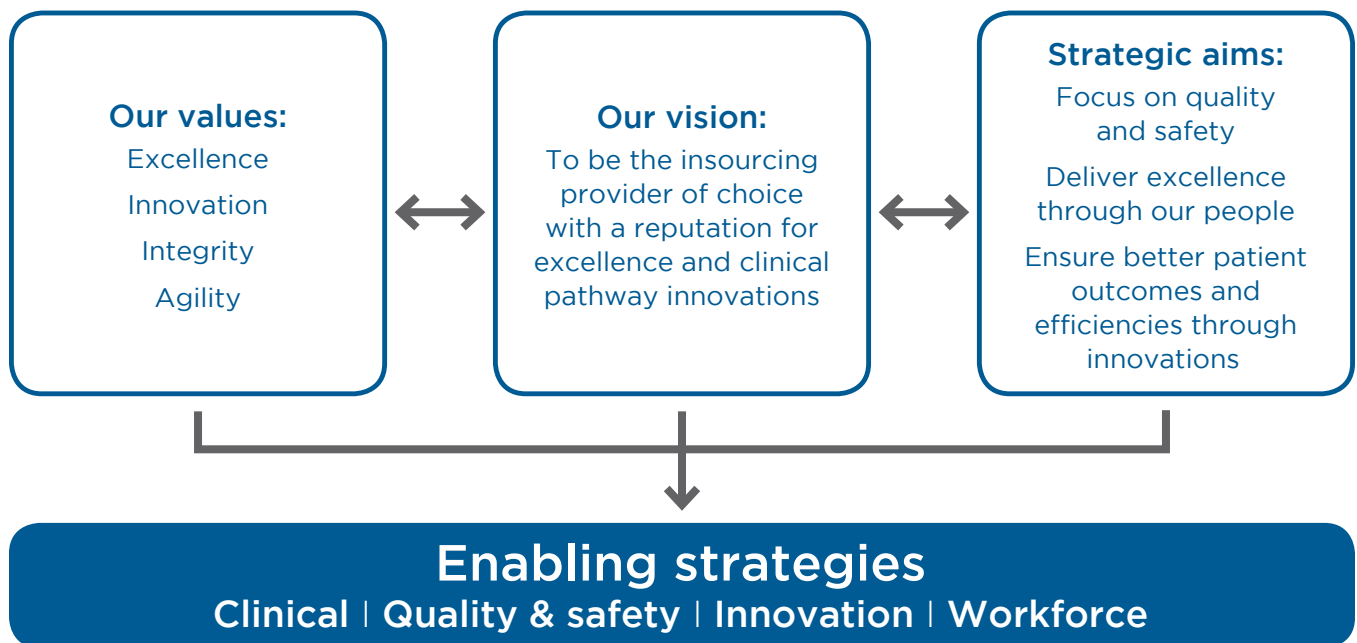 Our values:
Excellence
Innovation
Integrity
Agility
Our vision:
To be the insourcing
provider of choice
with a reputation for
excellence and clinical
pathway innovations
Strategic aims:
Focus on quality
and safety
Deliver excellence
through our people
Ensure better patient
outcomes and
efficiencies through
innovations
Enabling strategies
Clinical | Quality & safety | Innovation | Workforce